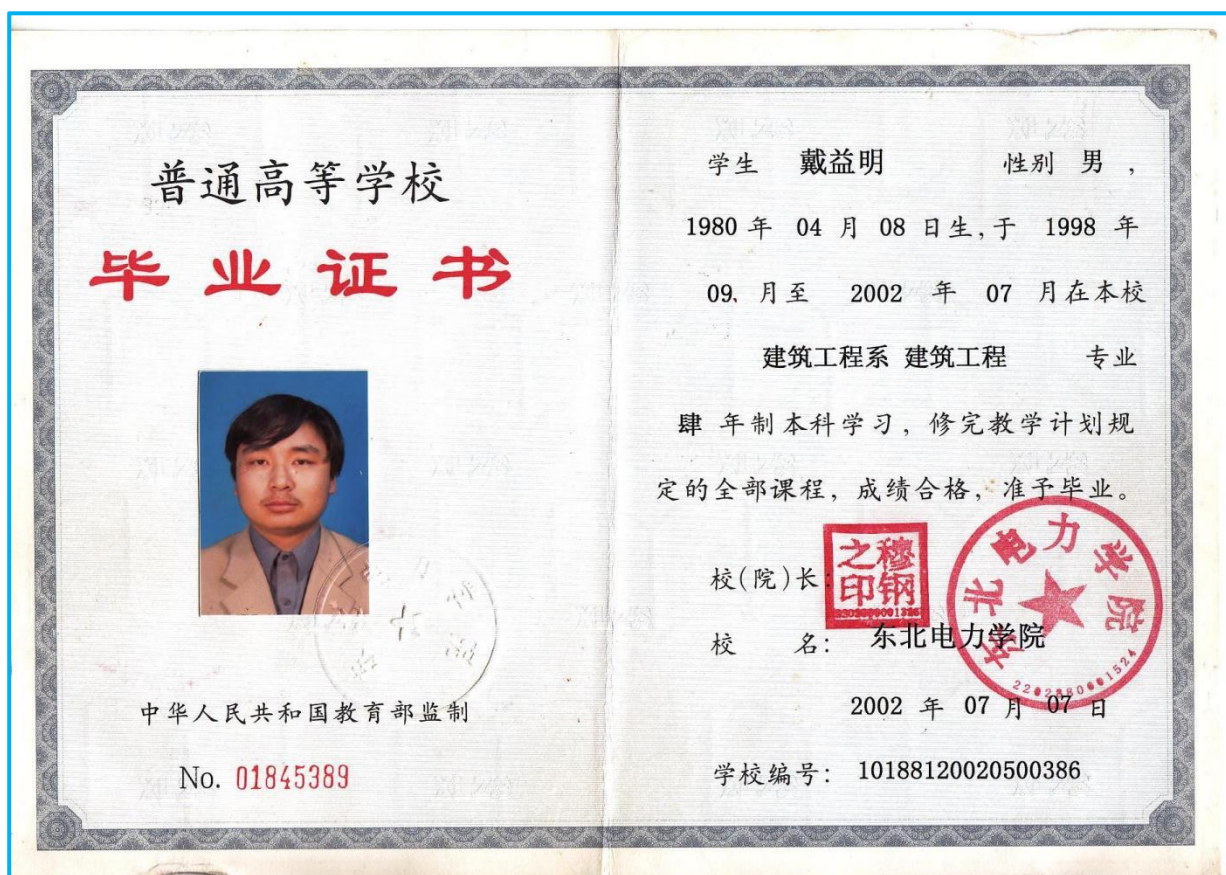 普通高等学校
毕业证书
中华人民共和国教育部监制
No. 01845389
学生 戴益明 性别 男,
1980 年 04 月 08 日生,于 1998 年
09、月至 2002 年 07 月在本校
建筑工程系 建筑工程 专业
肆 年制本科学习，修完教学计划规
定的全部课程，成绩合格，准予毕业。
校(院)长:
穆钢之印
校 名: 东北电力学院
东北电力学院
2202880001524
2002 年 07 月 07 日
学校编号: 10188120020500386